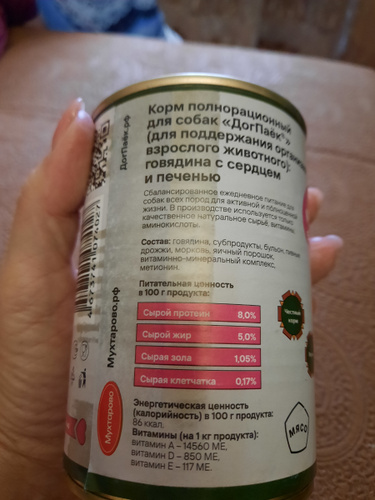 Корм полнорационный
для собак «ДогПаёк»
(для поддержания
взрослого животного):
говядина с сердцем
и печенью
Сбалансированное ежедневное питание для
собак всех пород для активной и полноценной
жизни. В производстве используется только
качественное натуральное сырьё, витамины,
аминокислоты.
Состав: говядина, субпродукты, бульон, пивные
дрожжи, морковь, яичный порошок,
витаминно-минеральный комплекс,
метионин.
Питательная ценность
в 100 г продукта:
Сырой протеин 8,0%
Сырой жир 5,0%
Сырая зола 1,05%
Сырая клетчатка 0,17%
Энергетическая ценность
(калорийность) в 100 г продукта:
86 ккал.
Витамины (на 1 кг продукта):
витамин А – 14560 МЕ,
витамин D – 850 МЕ,
витамин Е – 117 МЕ.
ДогПаёк.рф
Мухтарово.рф
Мухтарово
МЯСО